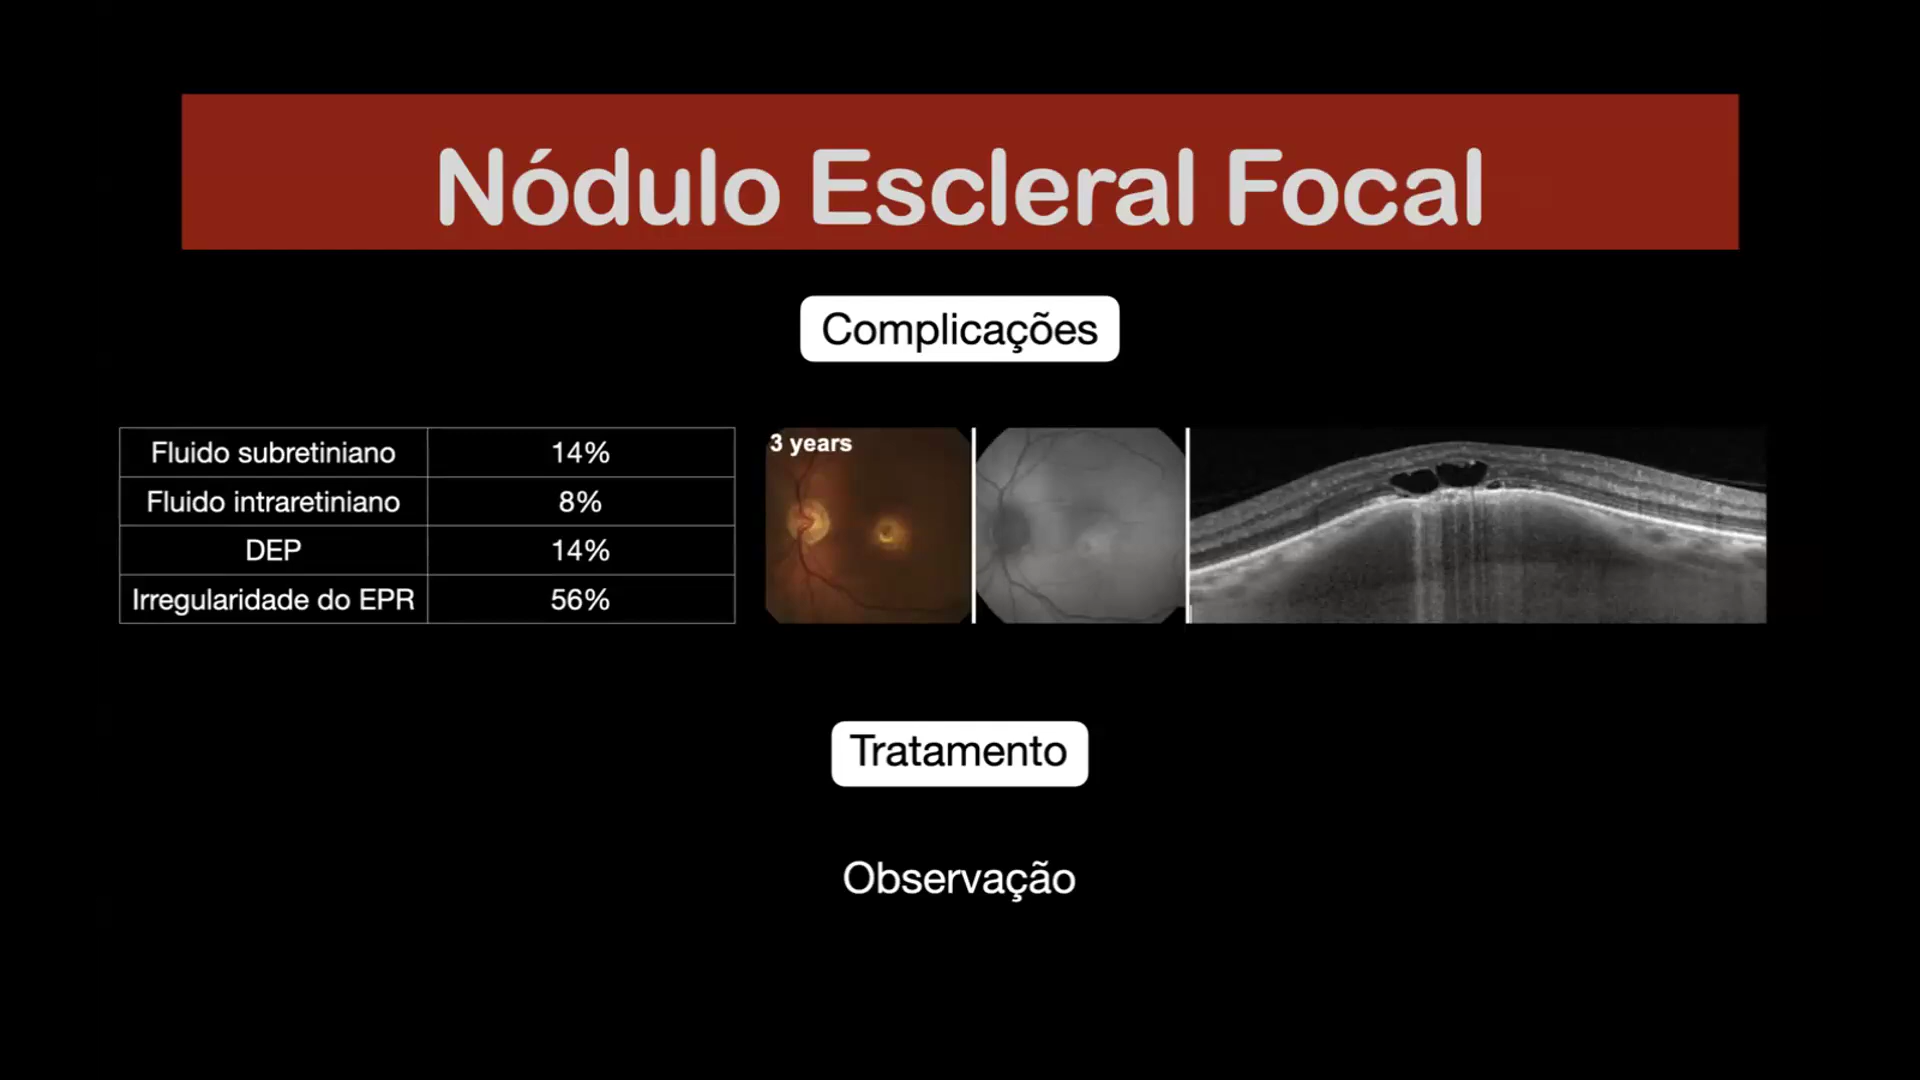 Nódulo Escleral Focal
Complicações
Fluido subretiniano 14%
Fluido intraretiniano 8%
DEP 14%
Irregularidade do EPR 56%
3 years
Tratamento
Observação